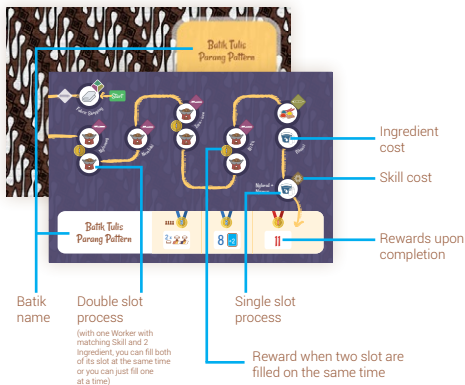 Batik Tulis
Parang Pattern
Start
Batik Tulis
Parang Pattern
8
+2
11
Ingredient
cost
Skill cost
Rewards upon
completion
Batik
name
Double slot
process
(with one Worker with
matching Skill and 2
Ingredient, you can fill both
of its slot at the same time
or you can just fill one
at a time)
Single slot
process
Reward when two slot are
filled on the same time